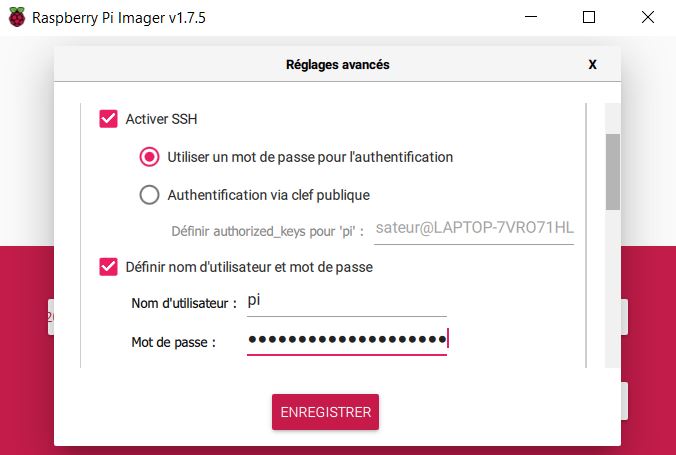 Raspberry Pi Imager v1.7.5
Réglages avancés X
Activer SSH
Utiliser un mot de passe pour l'authentification
Authentification via clef publique
Définir authorized_keys pour 'pi' : sateur@LAPTOP-7VRO71HL
Définir nom d'utilisateur et mot de passe
Nom d'utilisateur : pi
Mot de passe : ••••••••••••••••••••
ENREGISTRER